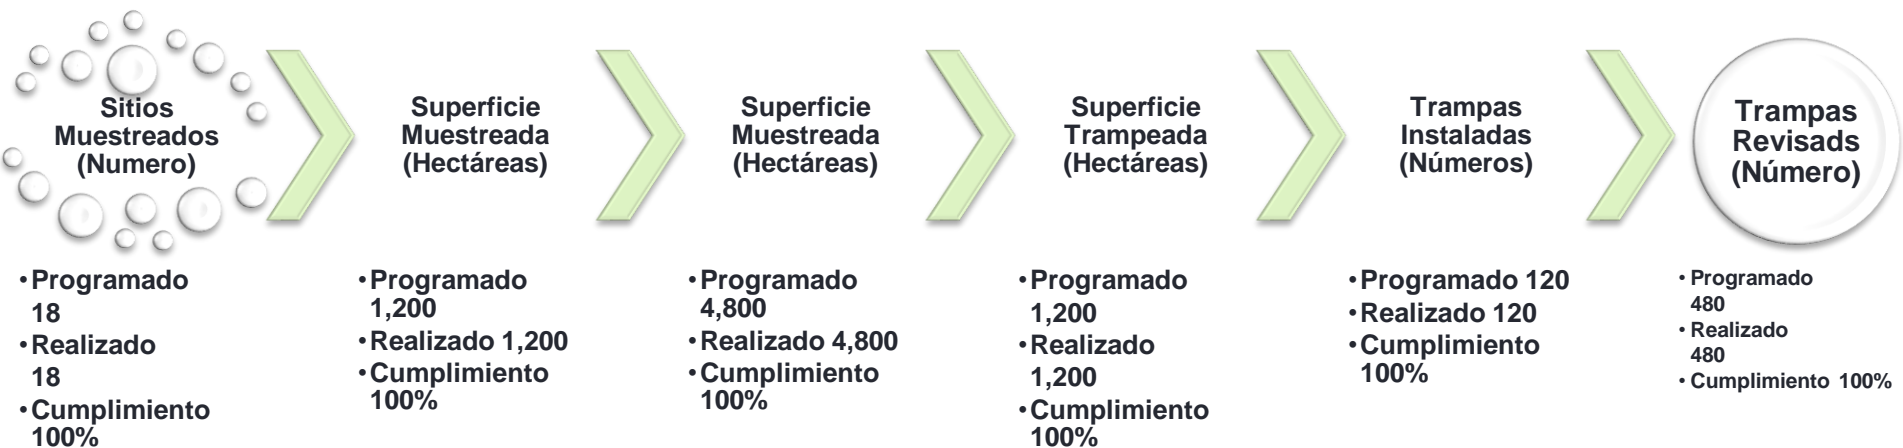 Sitios
Muestreados
(Numero)
•Programado
18
•Realizado
18
•Cumplimiento
100%
Superficie
Muestreada
(Hectáreas)
•Programado
1,200
•Realizado 1,200
•Cumplimiento
100%
Superficie
Muestreada
(Hectáreas)
•Programado
4,800
•Realizado 4,800
•Cumplimiento
100%
Superficie
Trampeada
(Hectáreas)
•Programado
1,200
•Realizado
1,200
•Cumplimiento
100%
Trampas
Instaladas
(Números)
•Programado 120
•Realizado 120
•Cumplimiento
100%
Trampas
Revisads
(Número)
• Programado
480
• Realizado
480
• Cumplimiento 100%